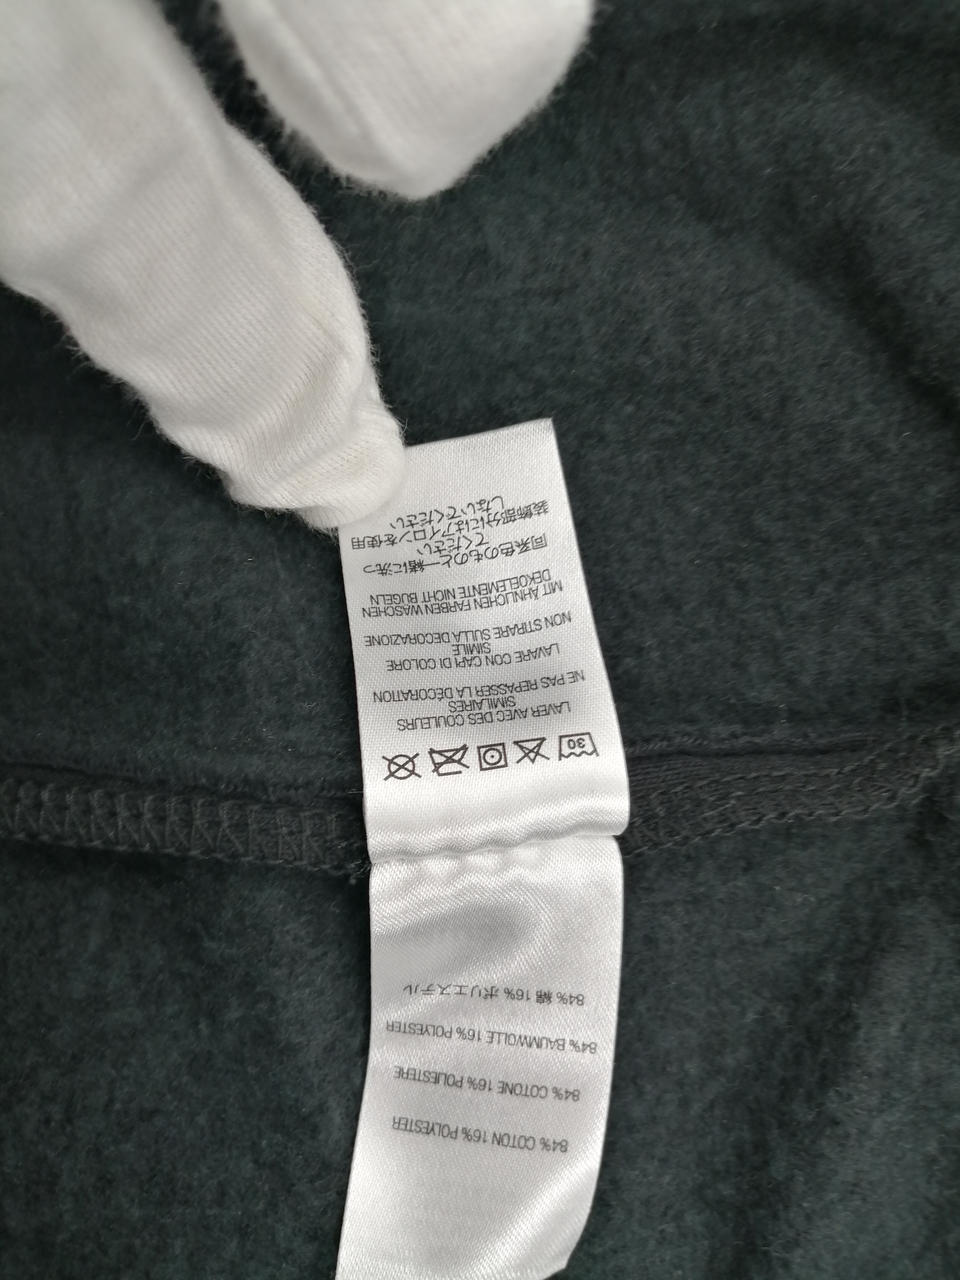 84% COTON 16% POLYESTER
84% COTONE 16% POLIESTERE
84% BAUMWOLLE 16% POLYESTER
84% 綿 16% ポリエステル
30
LAVER AVEC DES COULEURS
SIMILAIRES
NE PAS REPASSER LA DÉCORATION
LAVARE CON CAPI DI COLORE
SIMILE
NON STIRARE SULLA DECORAZIONE
MIT ÄHNLICHEN FARBEN WASCHEN
DEKOELEMENTE NICHT BÜGELN
同系色のものと一緒に洗っ
てください
装飾部分にはアイロンを使用
しないでください